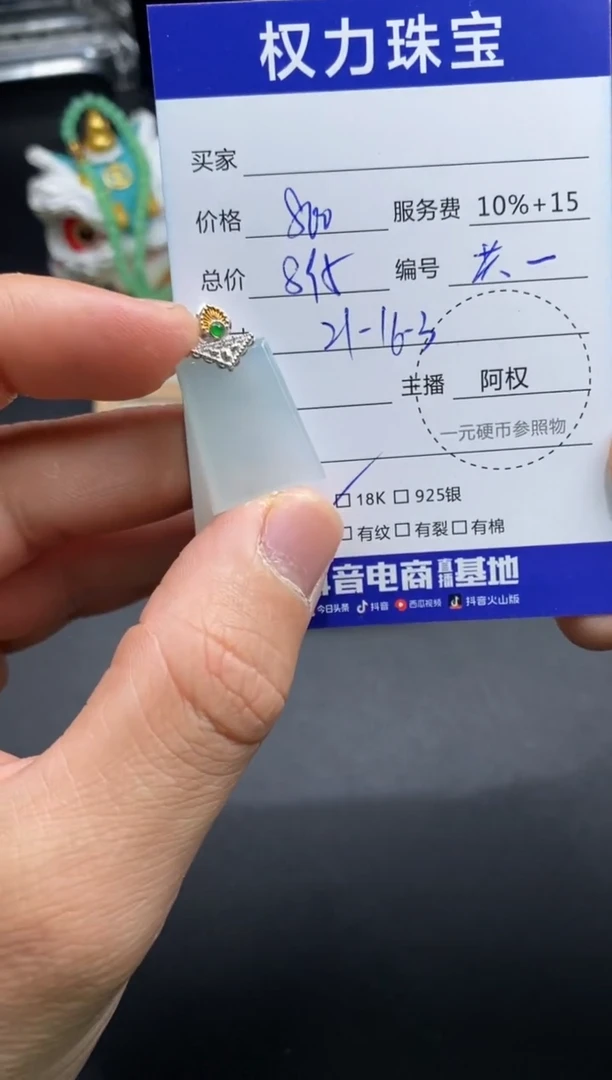 权力珠宝
买家
价格 800 服务费 10%+15
总价 895 编号 共一
21-16-3
主播 阿权
一元硬币参照物
□ 18K □ 925银
□ 有纹 □ 有裂 □ 有棉
抖音电商直播基地
今日头条 抖音 西瓜视频 抖音火山版